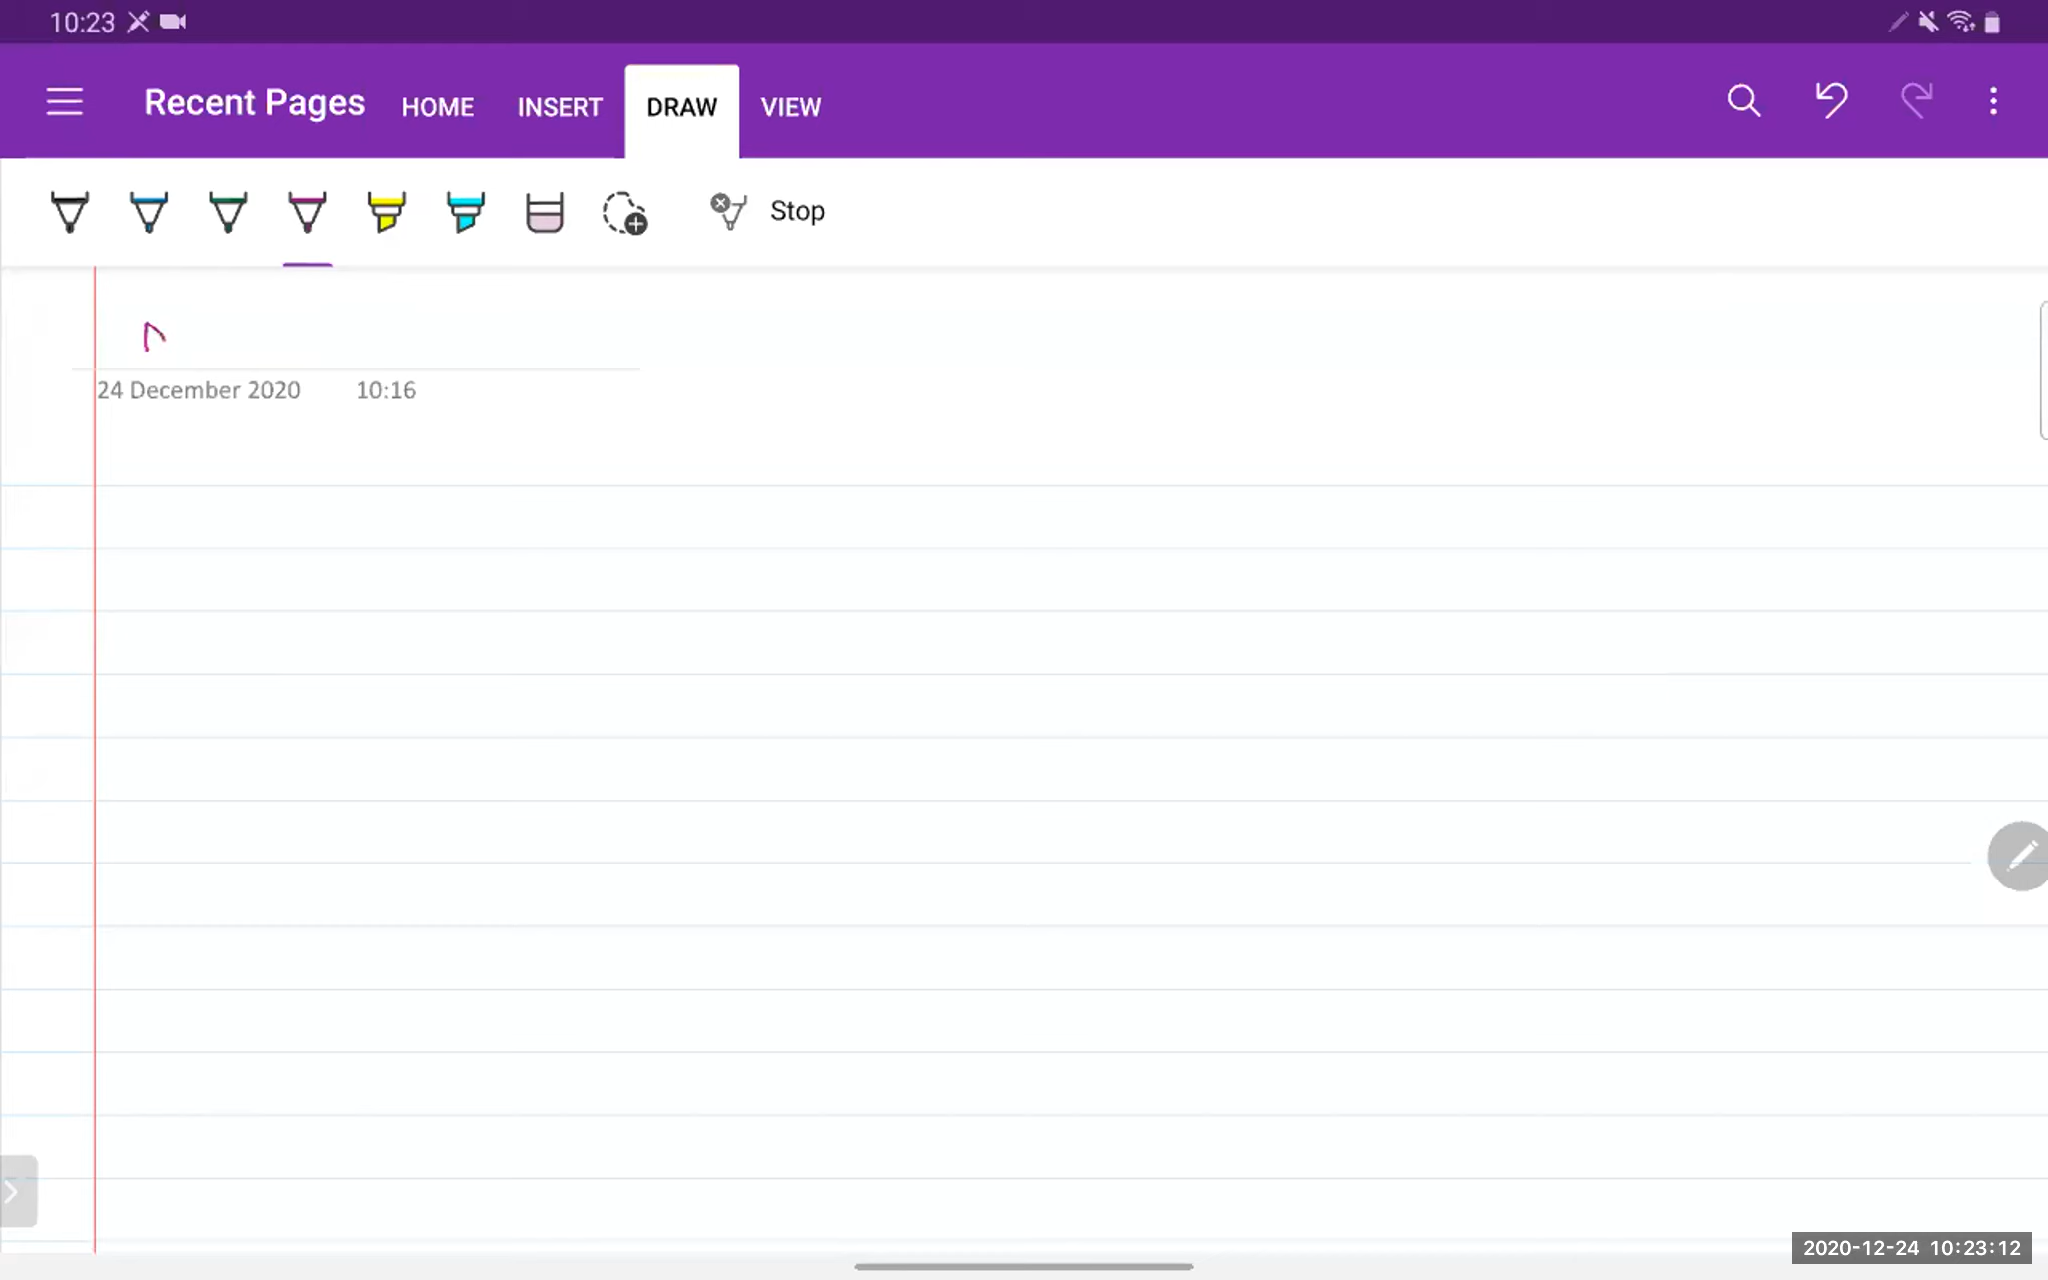 10:23
Recent Pages HOME INSERT DRAW VIEW
Stop
24 December 2020 10:16
2020-12-24 10:23:12